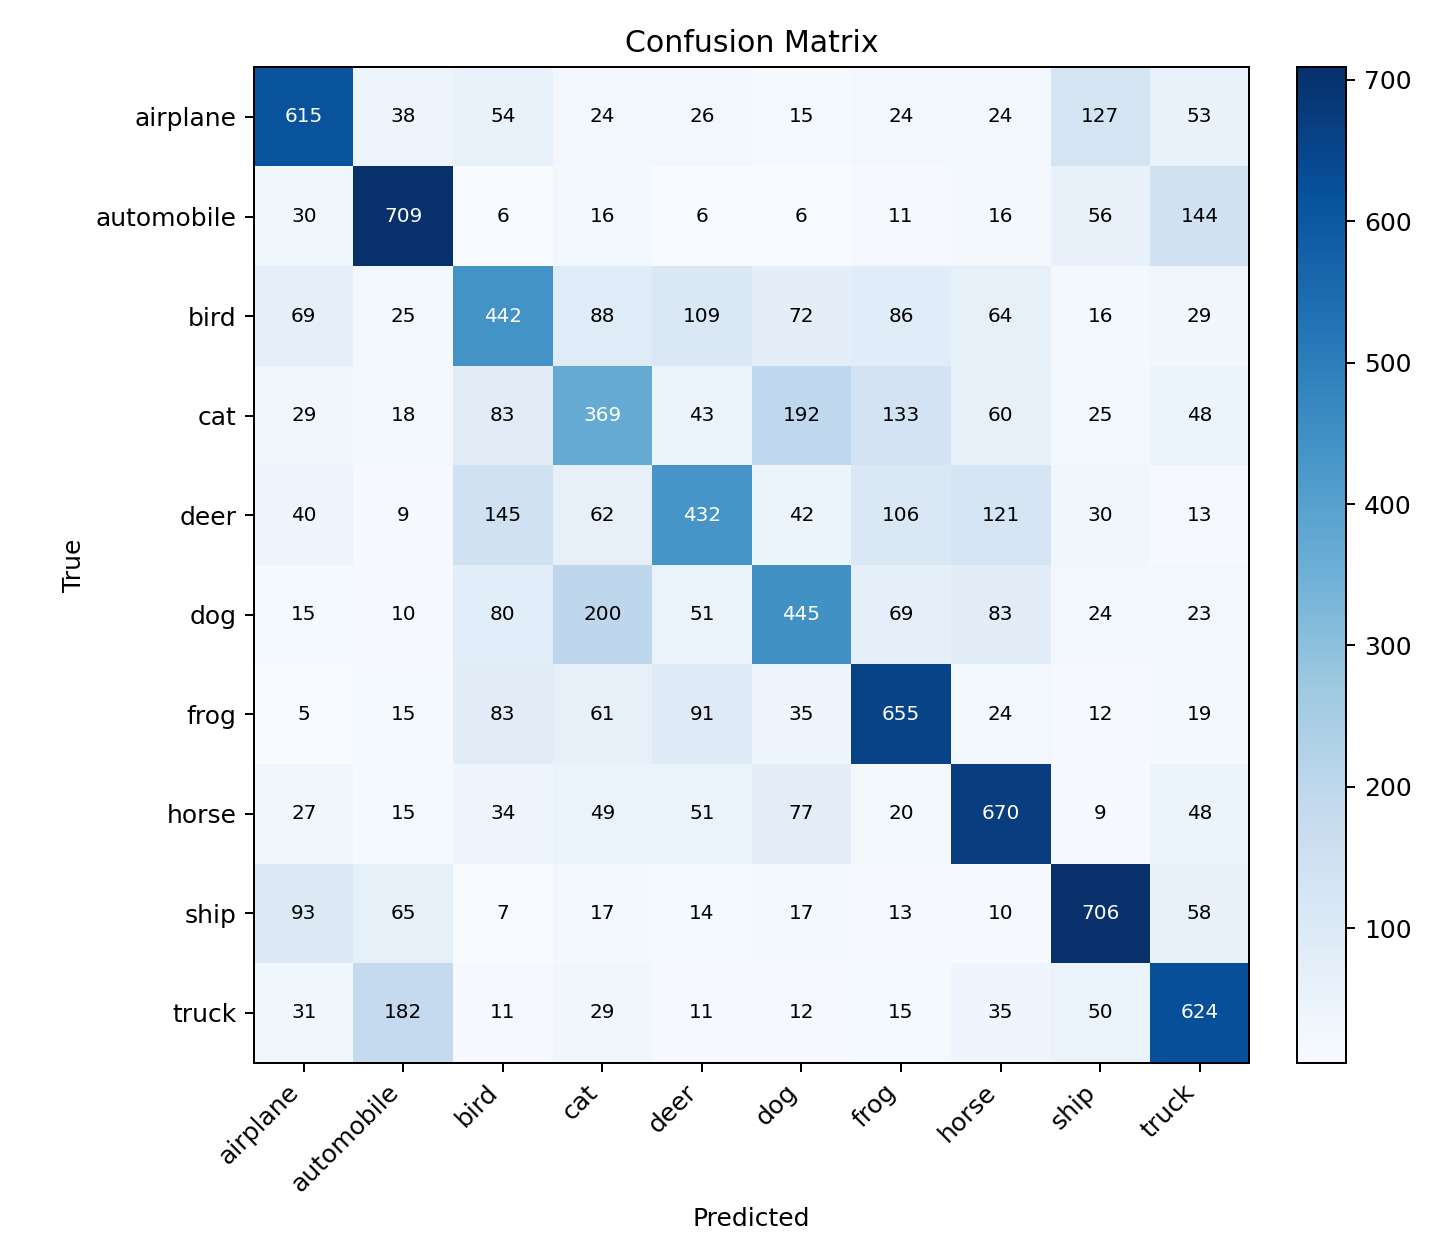 Confusion Matrix
airplane 615 38 54 24 26 15 24 24 127 53
automobile 30 709 6 16 6 6 11 16 56 144
bird 69 25 442 88 109 72 86 64 16 29
cat 29 18 83 369 43 192 133 60 25 48
deer 40 9 145 62 432 42 106 121 30 13
dog 15 10 80 200 51 445 69 83 24 23
frog 5 15 83 61 91 35 655 24 12 19
horse 27 15 34 49 51 77 20 670 9 48
ship 93 65 7 17 14 17 13 10 706 58
truck 31 182 11 29 11 12 15 35 50 624
airplane automobile bird cat deer dog frog horse ship truck
Predicted
True
700
600
500
400
300
200
100